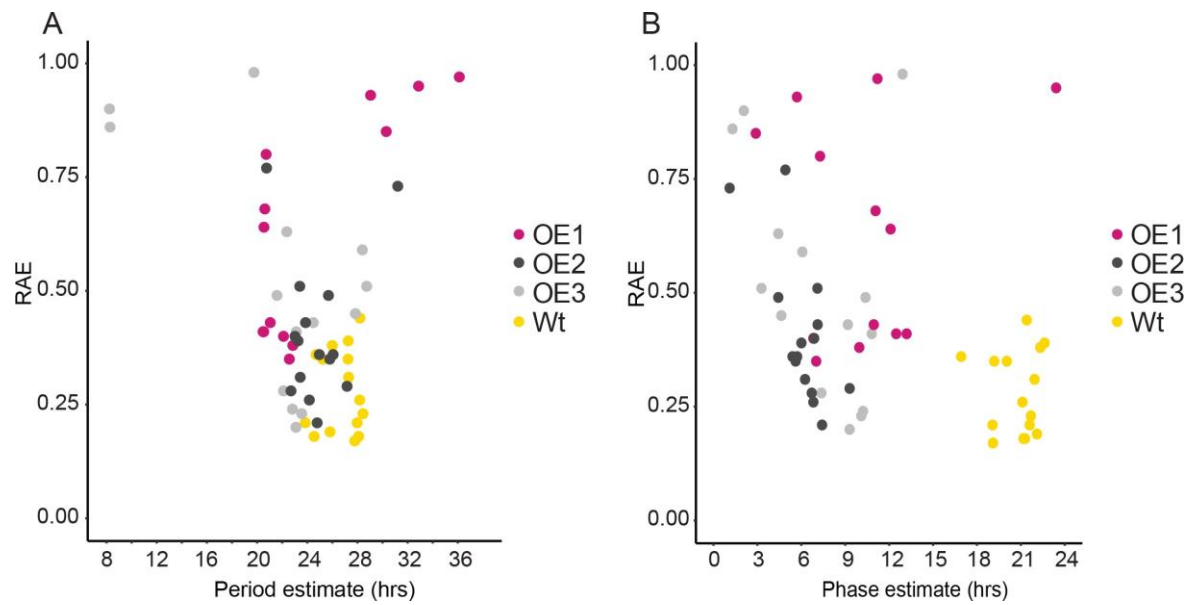 A
1.00
0.75
0.50
0.25
0.00
RAE
8 12 16 20 24 28 32 36
Period estimate (hrs)
OE1
OE2
OE3
Wt
B
1.00
0.75
0.50
0.25
0.00
RAE
0 3 6 9 12 15 18 21 24
Phase estimate (hrs)
OE1
OE2
OE3
Wt